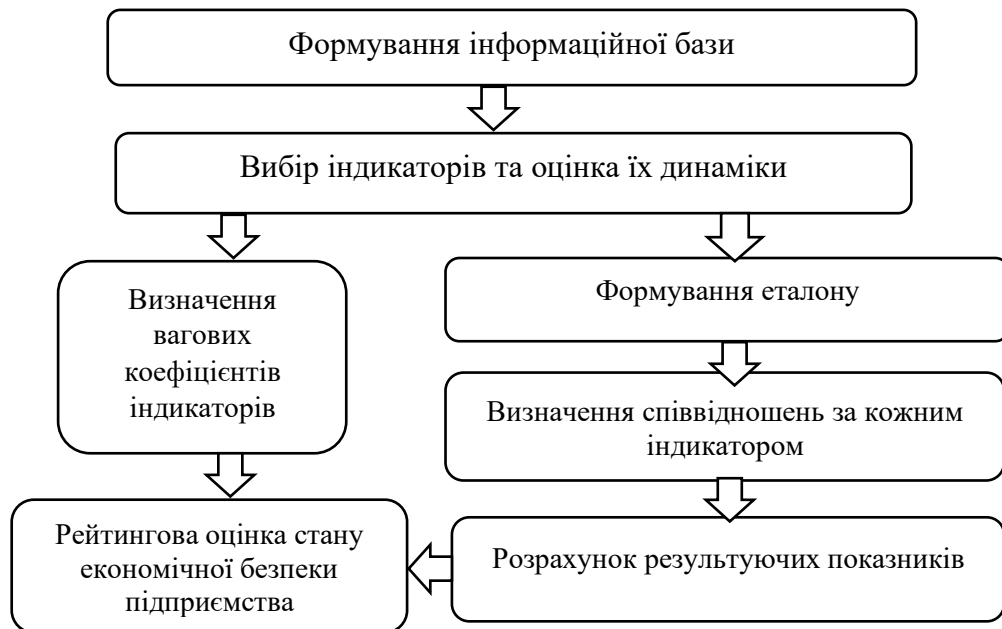 Формування інформаційної бази
Вибір індикаторів та оцінка їх динаміки
Визначення
вагових
коефіцієнтів
індикаторів
Формування еталону
Визначення співвідношень за кожним
індикатором
Розрахунок результуючих показників
Рейтингова оцінка стану
економічної безпеки
підприємства